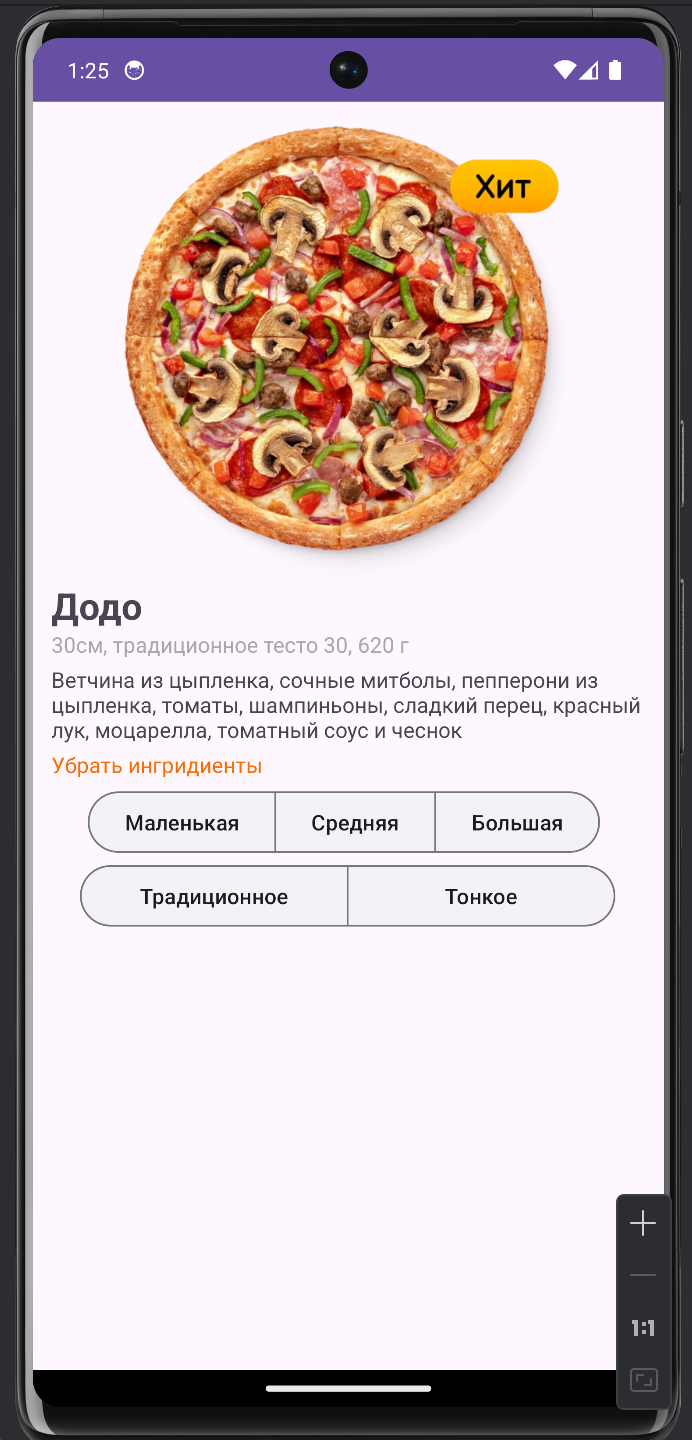 1:25
Хит
Додо
30см, традиционное тесто 30, 620 г
Ветчина из цыпленка, сочные митболы, пепперони из
цыпленка, томаты, шампиньоны, сладкий перец, красный
лук, моцарелла, томатный соус и чеснок
Убрать ингридиенты
Маленькая Средняя Большая
Традиционное Тонкое
1:1